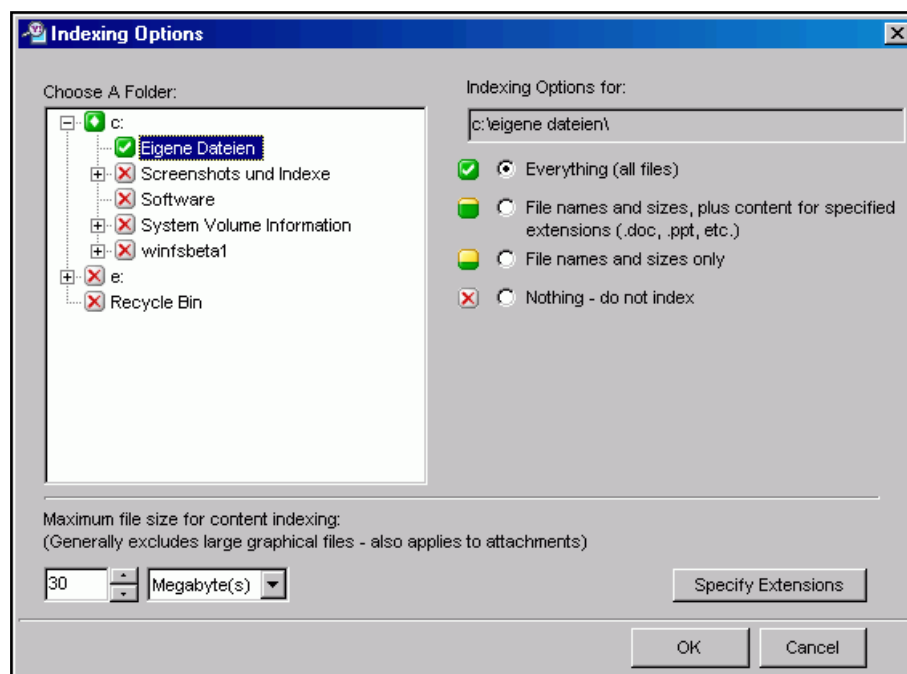 Indexing Options
Choose A Folder:
c:
Eigene Dateien
Screenshots und Indexe
Software
System Volume Information
winfsbeta1
e:
Recycle Bin
Indexing Options for:
c:\eigene dateien\
Everything (all files)
File names and sizes, plus content for specified
extensions (.doc, .ppt, etc.)
File names and sizes only
Nothing - do not index
Maximum file size for content indexing:
(Generally excludes large graphical files - also applies to attachments)
30 Megabyte(s)
Specify Extensions
OK Cancel